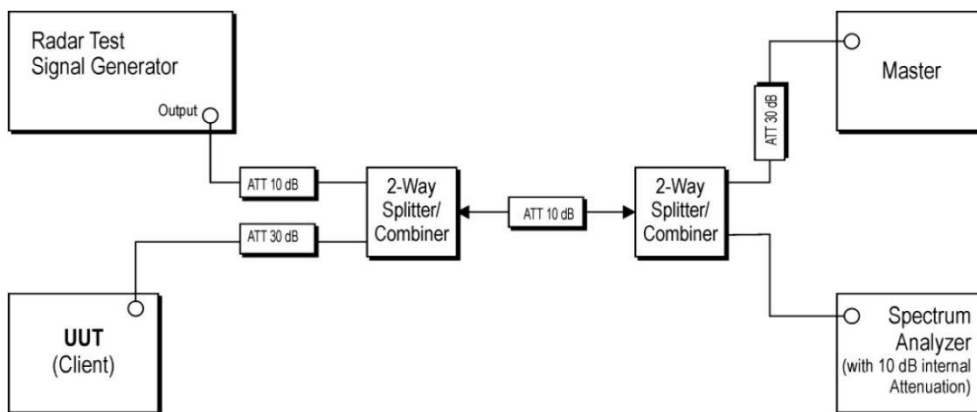 Radar Test
Signal Generator
Output
ATT 10 dB
ATT 30 dB
2-Way
Splitter/
Combiner
ATT 10 dB
2-Way
Splitter/
Combiner
ATT 30 dB
Master
UUT
(Client)
Spectrum
Analyzer
(with 10 dB internal
Attenuation)